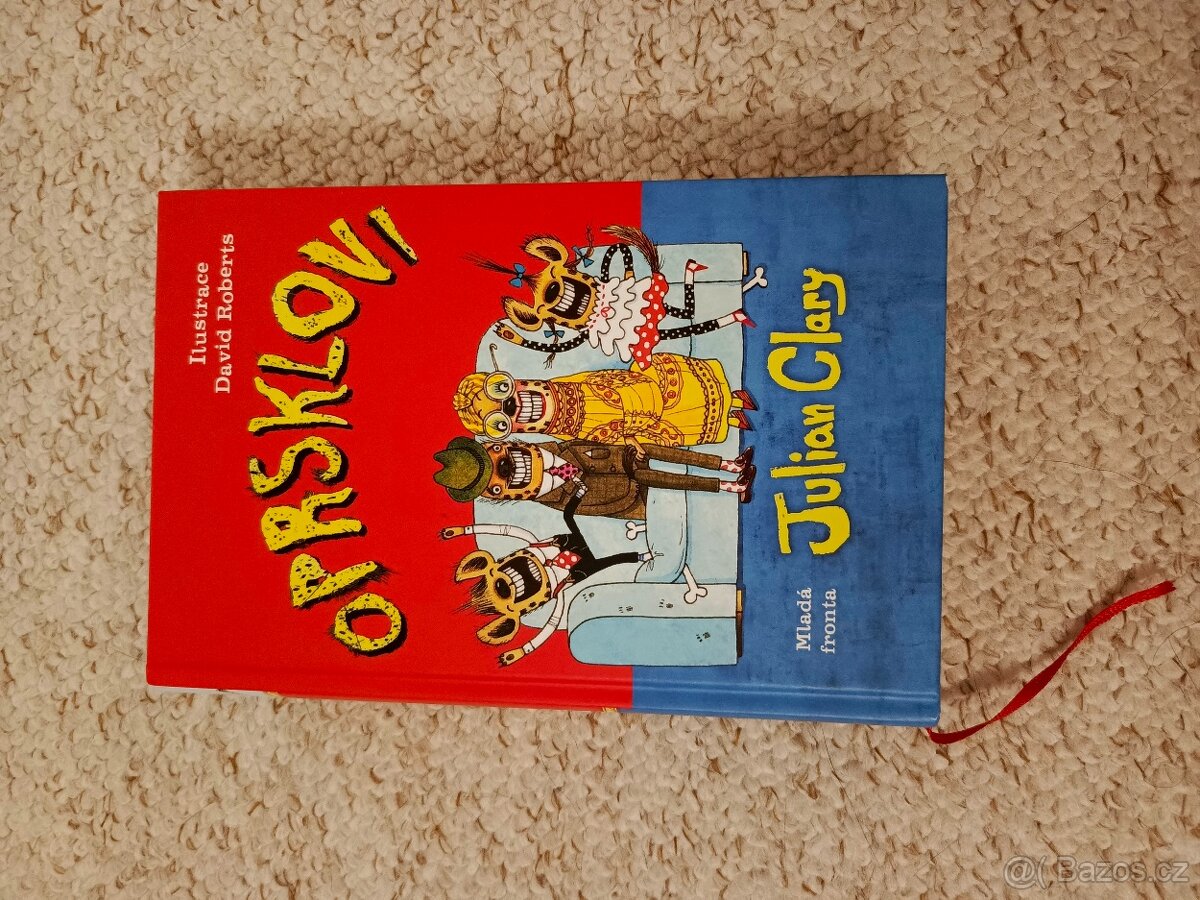 Ilustrace
David Roberts
OPRSKLOVI
Julian Clary
Mladá
fronta
@( Bazos.cz